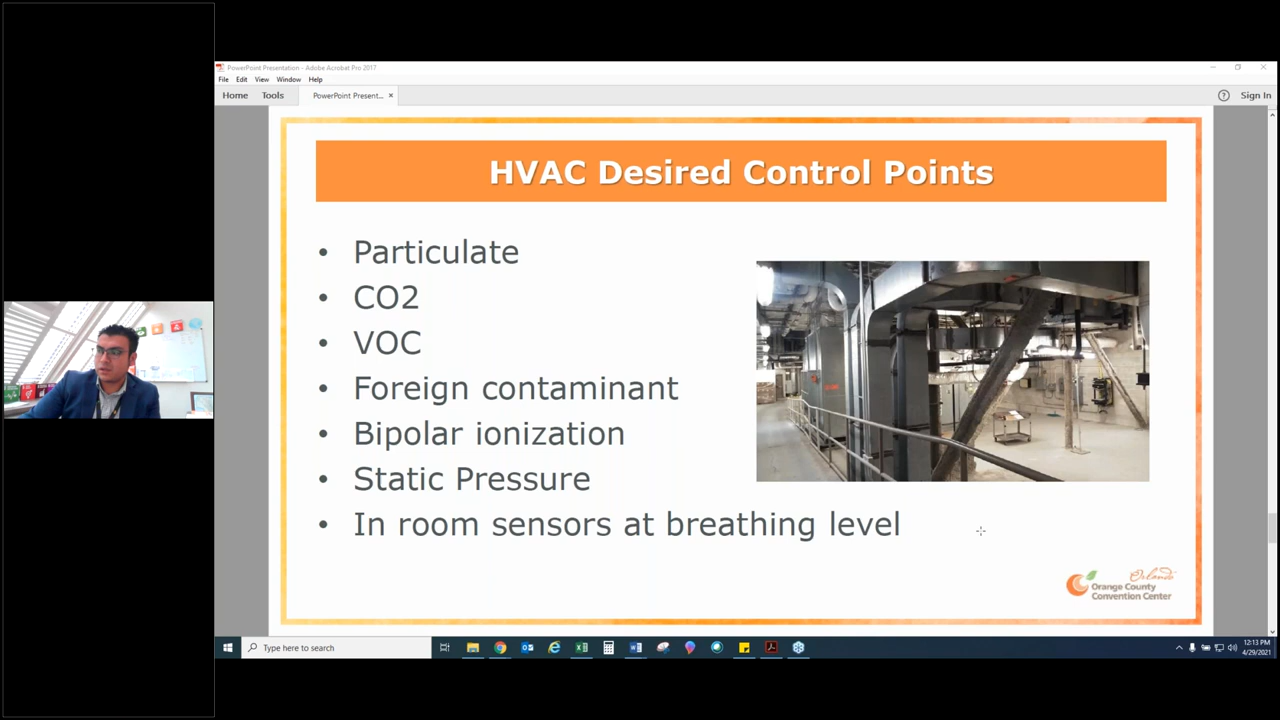 PowerPoint Presentation - Adobe Acrobat Pro 2017
File Edit View Window Help
Home Tools PowerPoint Present... × Sign In
HVAC Desired Control Points
• Particulate
• CO2
• VOC
• Foreign contaminant
• Bipolar ionization
• Static Pressure
• In room sensors at breathing level
Orlando
Orange County
Convention Center
Type here to search
12:13 PM
4/29/2021